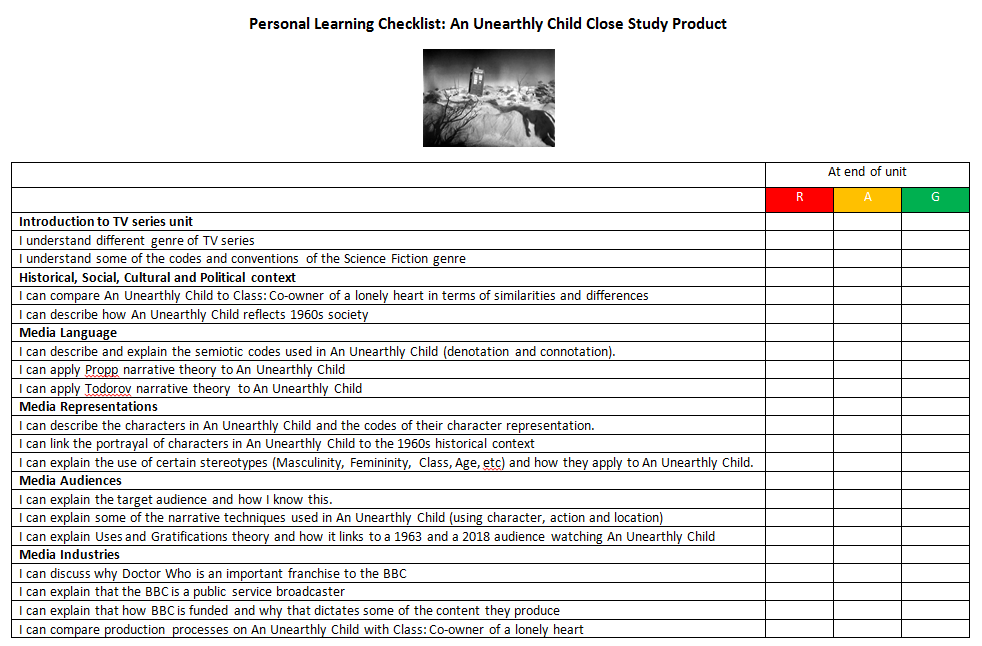 Personal Learning Checklist: An Unearthly Child Close Study Product
At end of unit
R A G
Introduction to TV series unit
I understand different genre of TV series
I understand some of the codes and conventions of the Science Fiction genre
Historical, Social, Cultural and Political context
I can compare An Unearthly Child to Class: Co-owner of a lonely heart in terms of similarities and differences
I can describe how An Unearthly Child reflects 1960s society
Media Language
I can describe and explain the semiotic codes used in An Unearthly Child (denotation and connotation).
I can apply Propp narrative theory to An Unearthly Child
I can apply Todorov narrative theory to An Unearthly Child
Media Representations
I can describe the characters in An Unearthly Child and the codes of their character representation.
I can link the portrayal of characters in An Unearthly Child to the 1960s historical context
I can explain the use of certain stereotypes (Masculinity, Femininity, Class, Age, etc) and how they apply to An Unearthly Child.
Media Audiences
I can explain the target audience and how I know this.
I can explain some of the narrative techniques used in An Unearthly Child (using character, action and location)
I can explain Uses and Gratifications theory and how it links to a 1963 and a 2018 audience watching An Unearthly Child
Media Industries
I can discuss why Doctor Who is an important franchise to the BBC
I can explain that the BBC is a public service broadcaster
I can explain that how BBC is funded and why that dictates some of the content they produce
I can compare production processes on An Unearthly Child with Class: Co-owner of a lonely heart